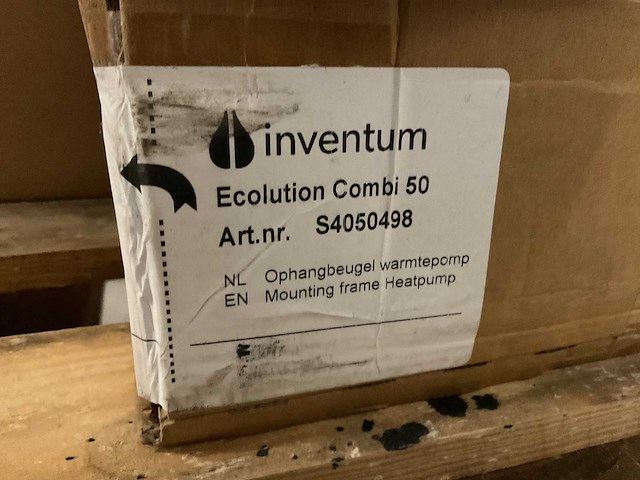 inventum
Ecolution Combi 50
Art.nr. S4050498
NL Ophangbeugel warmtepomp
EN Mounting frame Heatpump